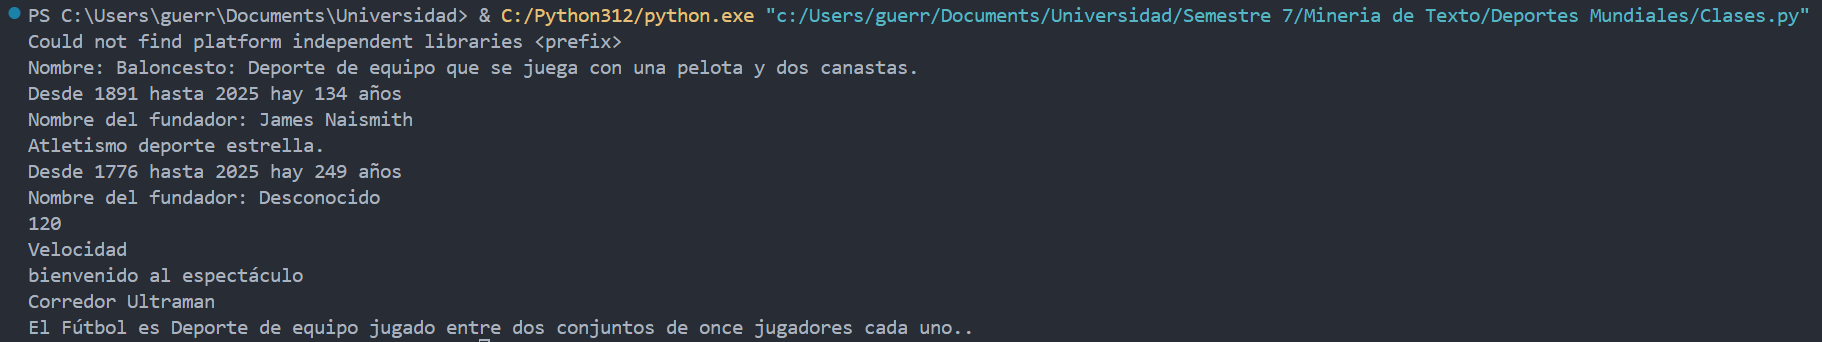 PS C:\Users\guerr\Documents\Universidad> & C:/Python312/python.exe "c:/Users/guerr/Documents/Universidad/Semestre 7/Mineria de Texto/Deportes Mundiales/Clases.py"
Could not find platform independent libraries <prefix>
Nombre: Baloncesto: Deporte de equipo que se juega con una pelota y dos canastas.
Desde 1891 hasta 2025 hay 134 años
Nombre del fundador: James Naismith
Atletismo deporte estrella.
Desde 1776 hasta 2025 hay 249 años
Nombre del fundador: Desconocido
120
Velocidad
bienvenido al espectáculo
Corredor Ultraman
El Fútbol es Deporte de equipo jugado entre dos conjuntos de once jugadores cada uno..